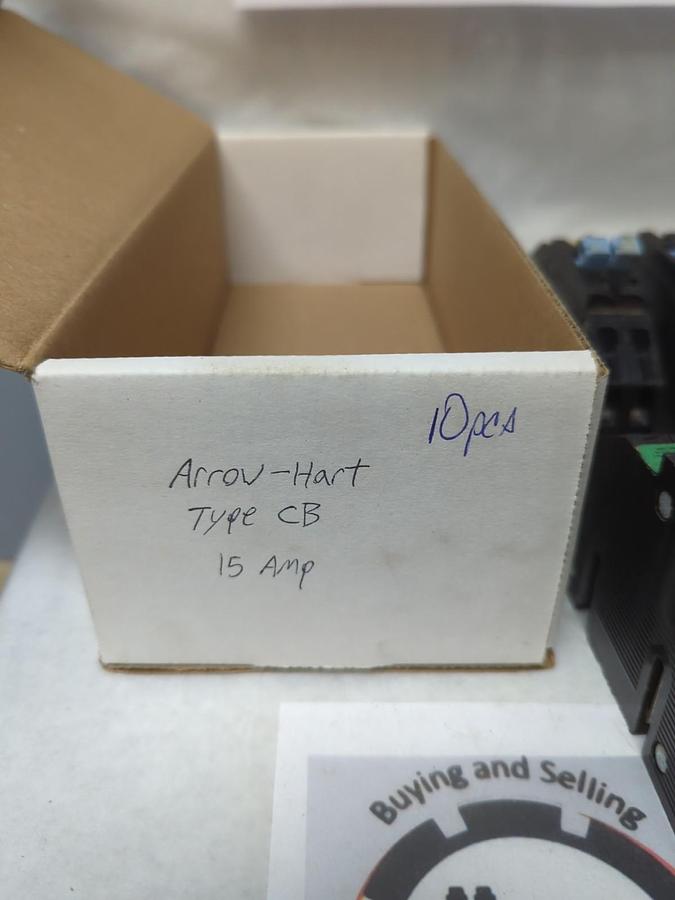 10pcs
Arrow-Hart
Type CB
15 Amp
Buying and Selling